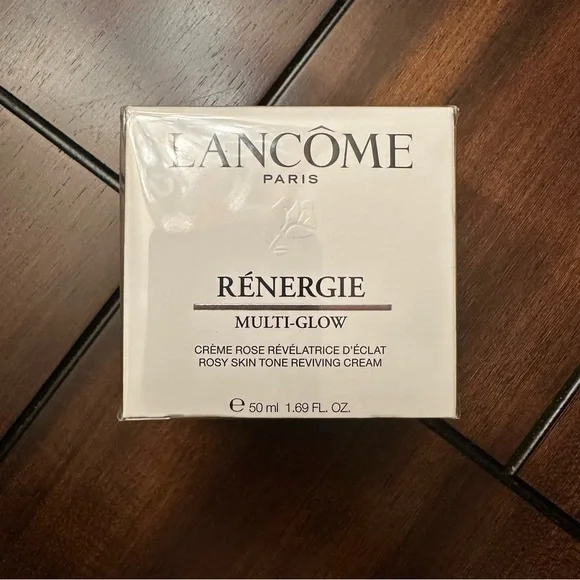 LANCÔME
PARIS
RÉNERGIE
MULTI-GLOW
CRÈME ROSE RÉVÉLATRICE D'ÉCLAT
ROSY SKIN TONE REVIVING CREAM
℮ 50 ml 1.69 FL. OZ.